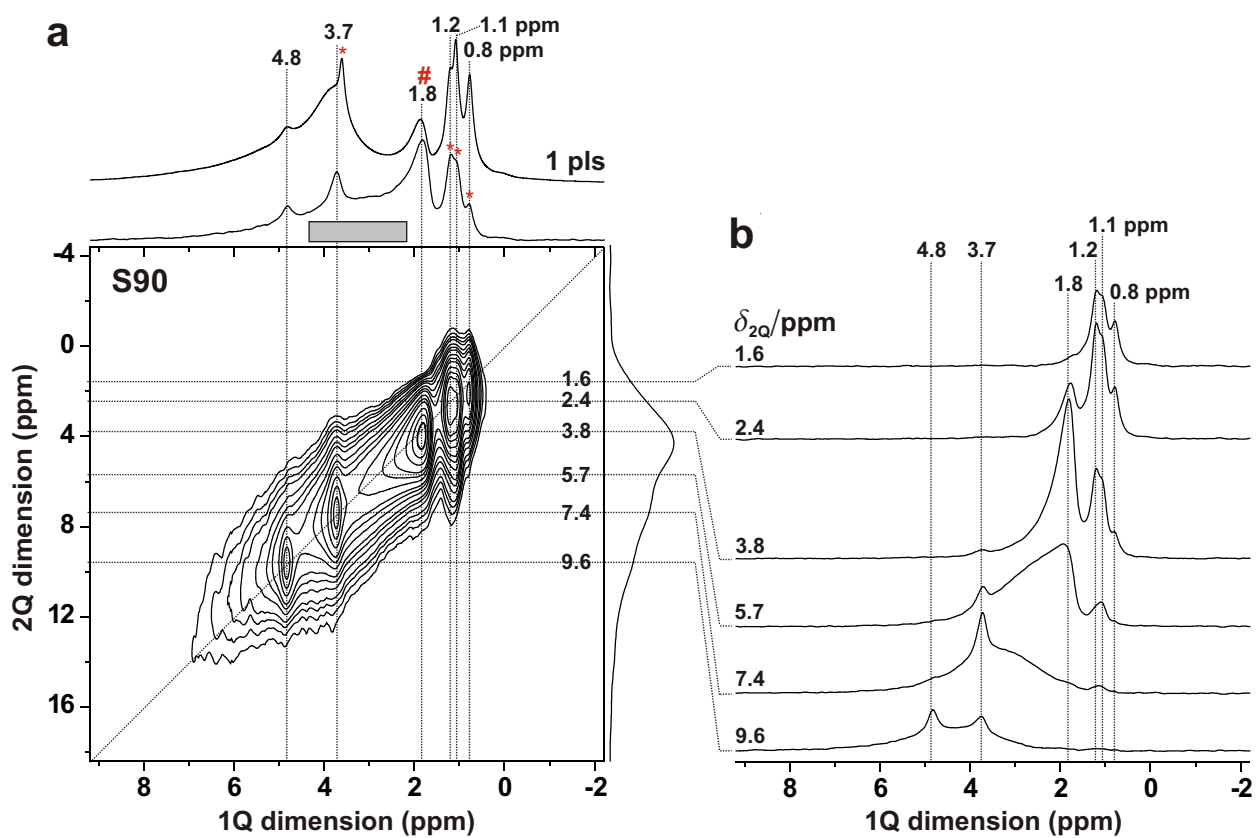 a
4.8
3.7
*
#
1.8
1.2
1.1 ppm
0.8 ppm
1 pls
* *
*
S90
-4
0
4
8
12
16
2Q dimension (ppm)
1.6
2.4
3.8
5.7
7.4
9.6
8 6 4 2 0 -2
1Q dimension (ppm)
b
1.1 ppm
4.8 3.7 1.2
1.8 0.8 ppm
δ2Q/ppm
1.6
2.4
3.8
5.7
7.4
9.6
8 6 4 2 0 -2
1Q dimension (ppm)